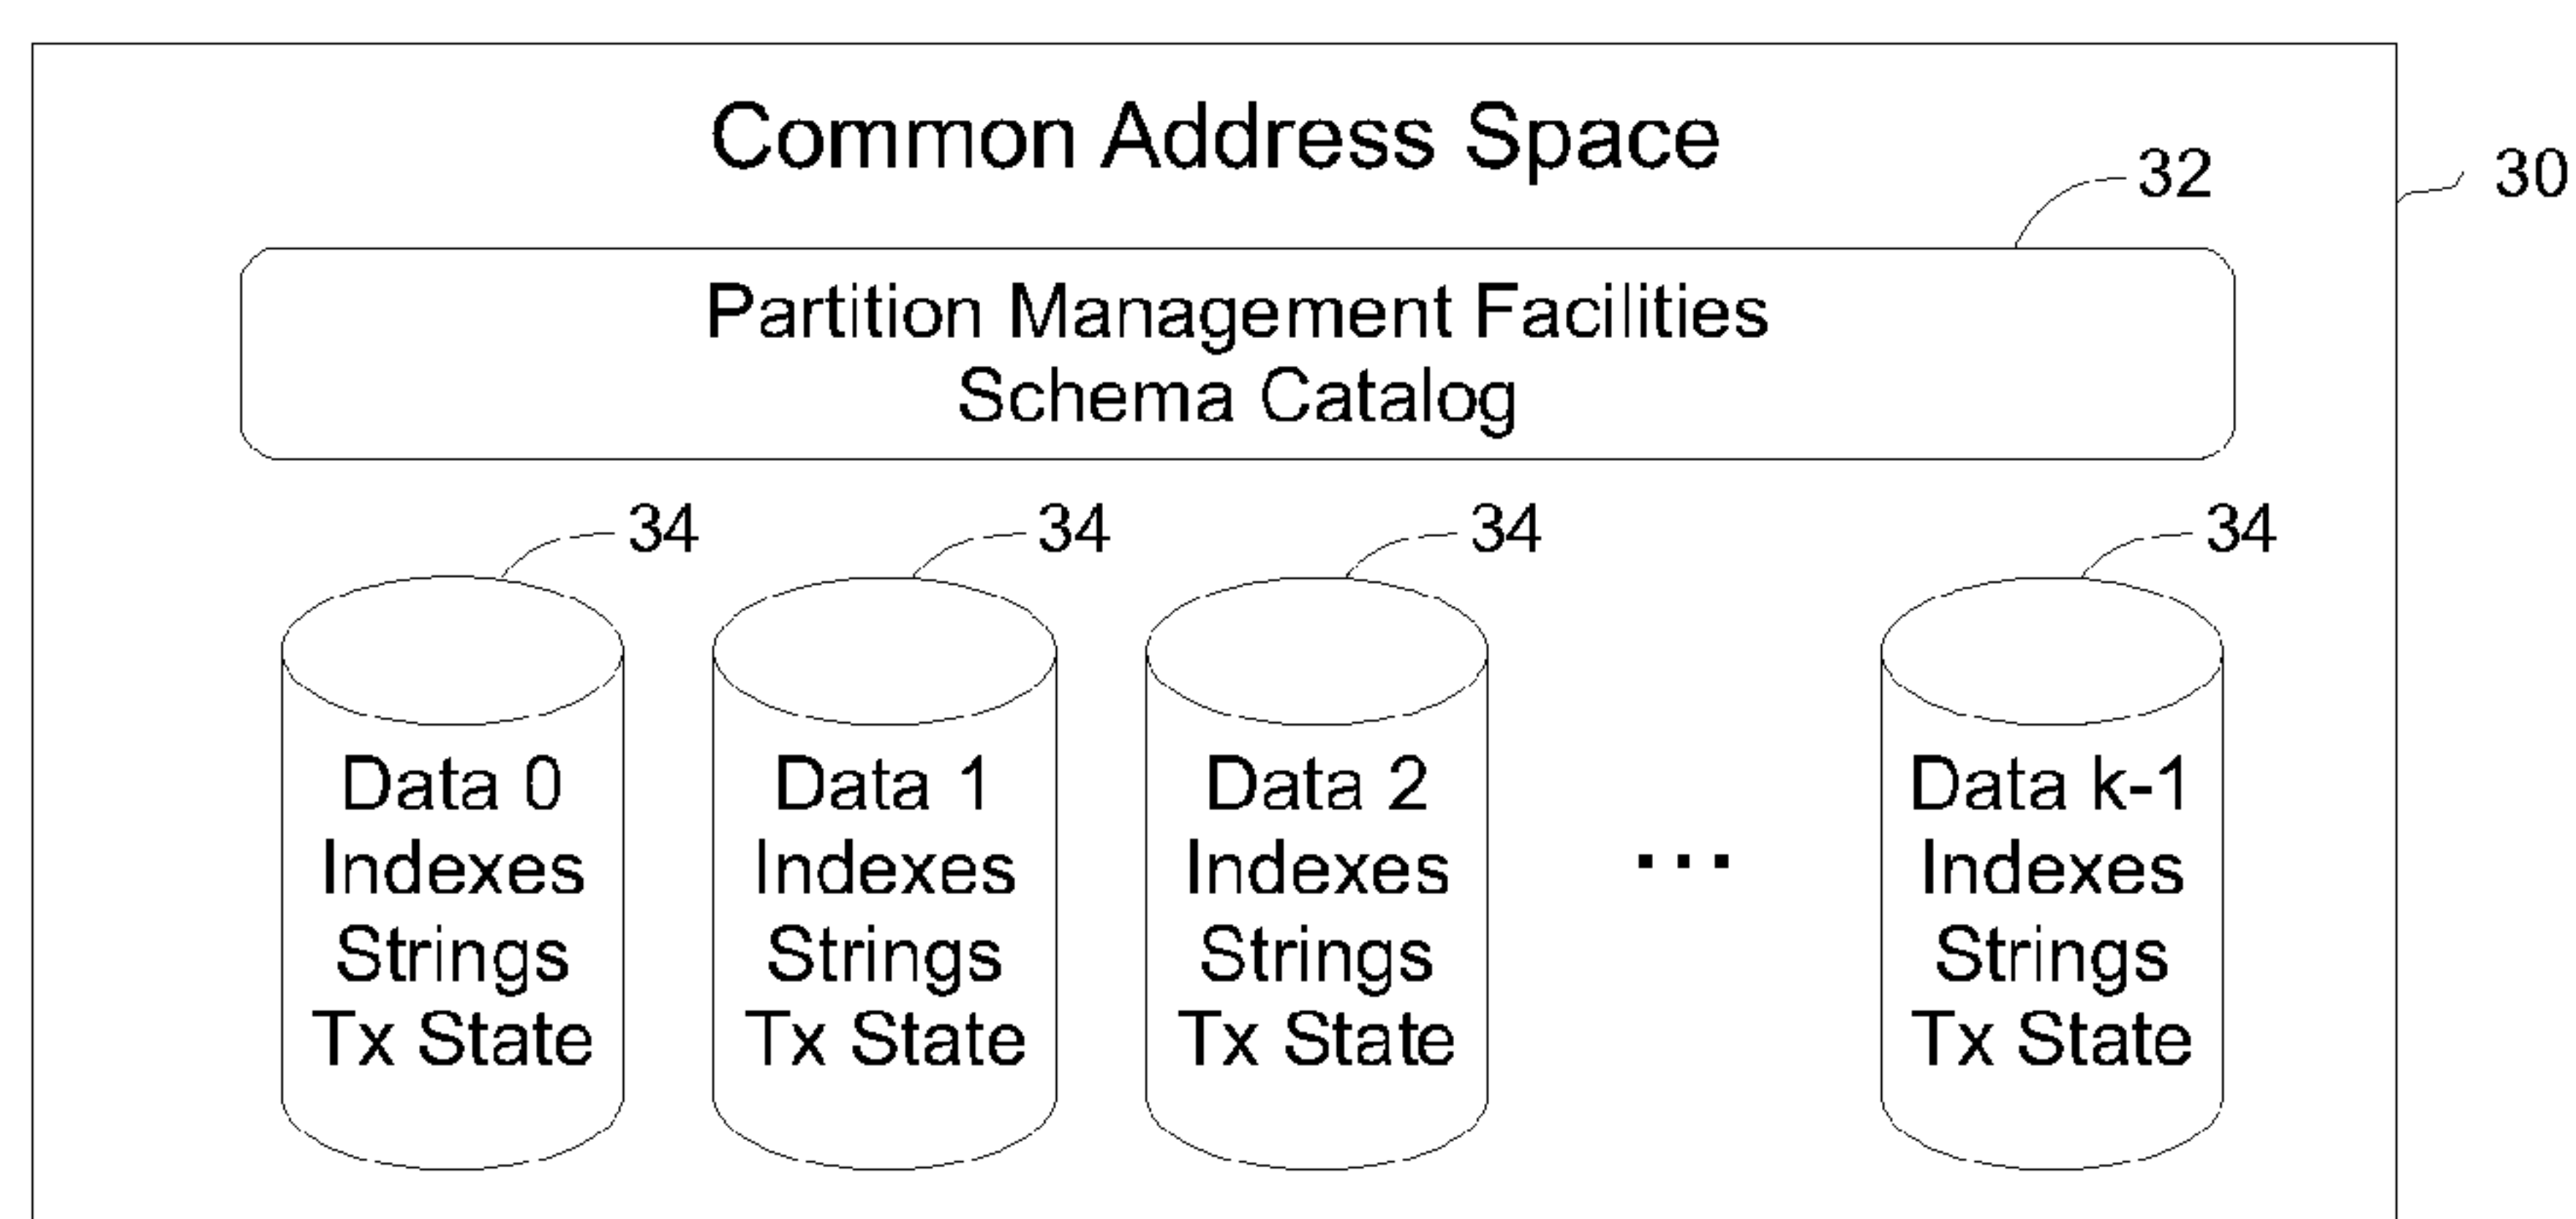 Common Address Space
32
30
Partition Management Facilities
Schema Catalog
34
34
34
34
Data 0
Indexes
Strings
Tx State
Data 1
Indexes
Strings
Tx State
Data 2
Indexes
Strings
Tx State
...
Data k-1
Indexes
Strings
Tx State